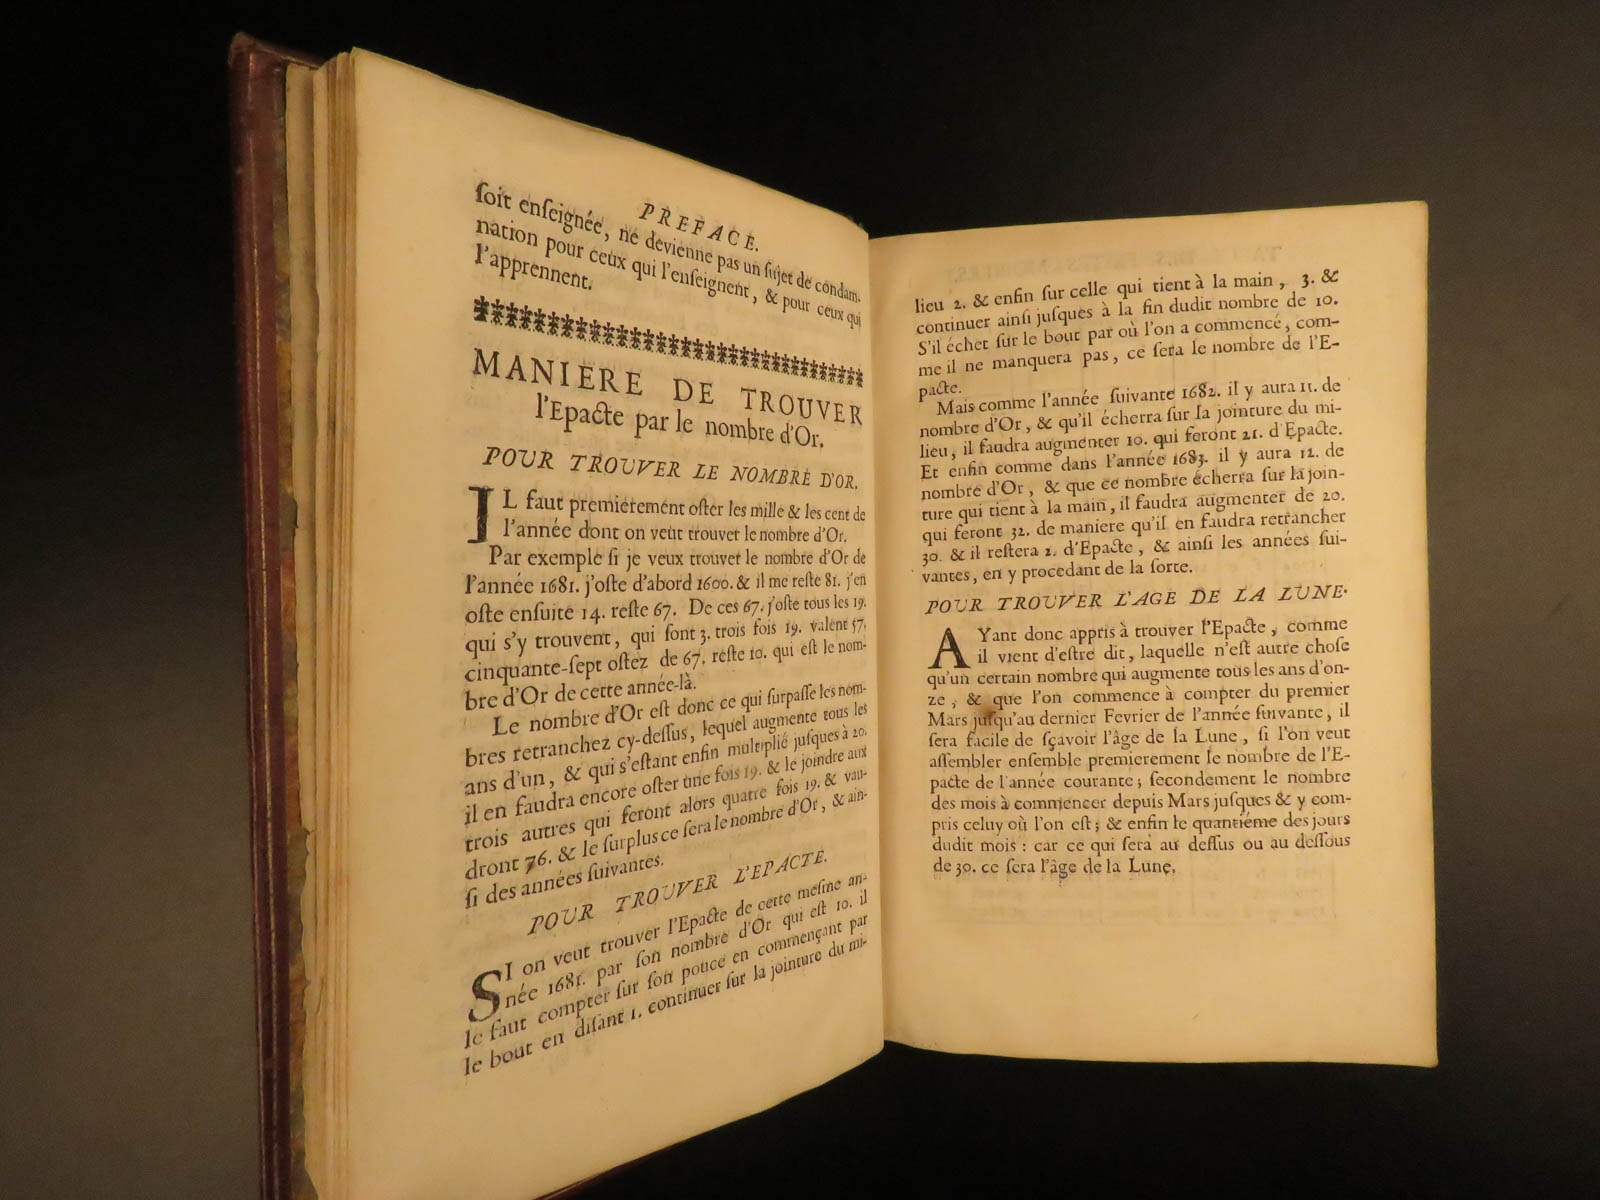 PREFACE.
ſoit enſeignée, ne devienne pas un ſujet de condam-
nation pour ceux qui l'enſeignent, & pour ceux qui
l'apprennent.
MANIERE DE TROUVER
l'Epacte par le nombre d'Or.
POUR TROUVER LE NOMBRE D'OR.
IL faut premierement oſter les mille & les cent de
l'année dont on veut trouver le nombre d'Or.
Par exemple ſi je veux trouver le nombre d'Or de
l'année 1681. j'oſte d'abord 1600. & il me reſte 81. j'en
oſte enſuite 14. reſte 67. De ces 67. j'oſte tous les 19.
qui s'y trouvent, qui ſont 3. trois fois 19. valent 57.
cinquante-ſept oſtez de 67. reſte 10. qui eſt le nom-
bre d'Or de cette année-là.
Le nombre d'Or eſt donc ce qui ſurpaſſe les nom-
bres retranchez cy-deſſus, lequel augmente tous les
ans d'un, & qui s'eſtant enfin multiplié juſques à 20.
il en faudra encore oſter une fois 19. & le joindre aux
trois autres qui feront alors quatre fois 19. & vau-
dront 76. & le ſurplus ce ſera le nombre d'Or, & ain-
ſi des années ſuivantes.
POUR TROUVER L'EPACTE.
SI on veut trouver l'Epacte de cette meſme an-
née 1681. par ſon nombre d'Or qui eſt 10. il
le faut compter ſur ſon pouce en commençant par
le bout en diſant 1. continuer ſur la jointure du mi-
lieu 2. & enfin ſur celle qui tient à la main, 3. &
continuer ainſi juſques à la fin dudit nombre de 10.
S'il échet ſur le bout par où l'on a commencé, com-
me il ne manquera pas, ce ſera le nombre de l'E-
pacte.
Mais comme l'année ſuivante 1682. il y aura 11. de
nombre d'Or, & qu'il écherra ſur la jointure du mi-
lieu, il faudra augmenter 10. qui feront 21. d'Epacte.
Et enfin comme dans l'année 1683. il y aura 12. de
nombre d'Or, & que ce nombre écherra ſur la join-
ture qui tient à la main, il faudra augmenter de 20.
qui feront 32. de maniere qu'il en faudra retrancher
30. & il reſtera 2. d'Epacte, & ainſi les années ſui-
vantes, en y procedant de la ſorte.
POUR TROUVER L'AGE DE LA LUNE.
AYant donc appris à trouver l'Epacte, comme
il vient d'eſtre dit, laquelle n'eſt autre choſe
qu'un certain nombre qui augmente tous les ans d'on-
ze, & que l'on commence à compter du premier
Mars juſqu'au dernier Fevrier de l'année ſuivante, il
ſera facile de ſçavoir l'âge de la Lune, ſi l'on veut
aſſembler enſemble premierement le nombre de l'E-
pacte de l'année courante; ſecondement le nombre
des mois à commencer depuis Mars juſques & y com-
pris celuy où l'on eſt; & enfin le quantiéme des jours
dudit mois : car ce qui ſera au deſſus ou au deſſous
de 30. ce ſera l'âge de la Lune,